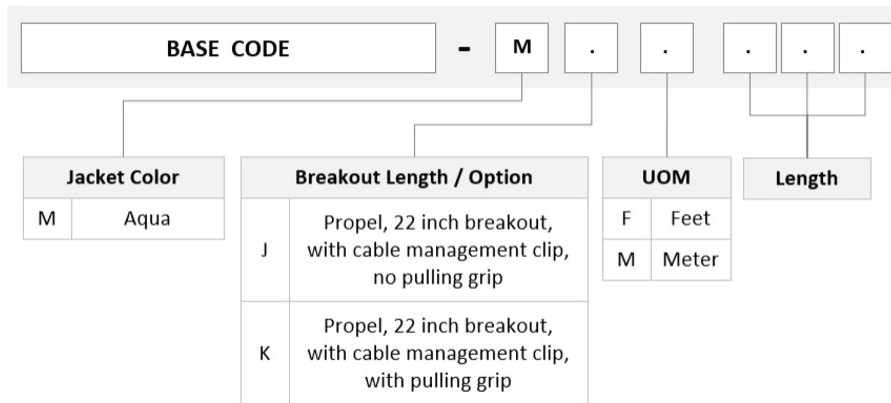 BASE CODE - M . . . . .
Jacket Color
M Aqua
Breakout Length / Option
J Propel, 22 inch breakout,
with cable management clip,
no pulling grip
K Propel, 22 inch breakout,
with cable management clip,
with pulling grip
UOM
F Feet
M Meter
Length